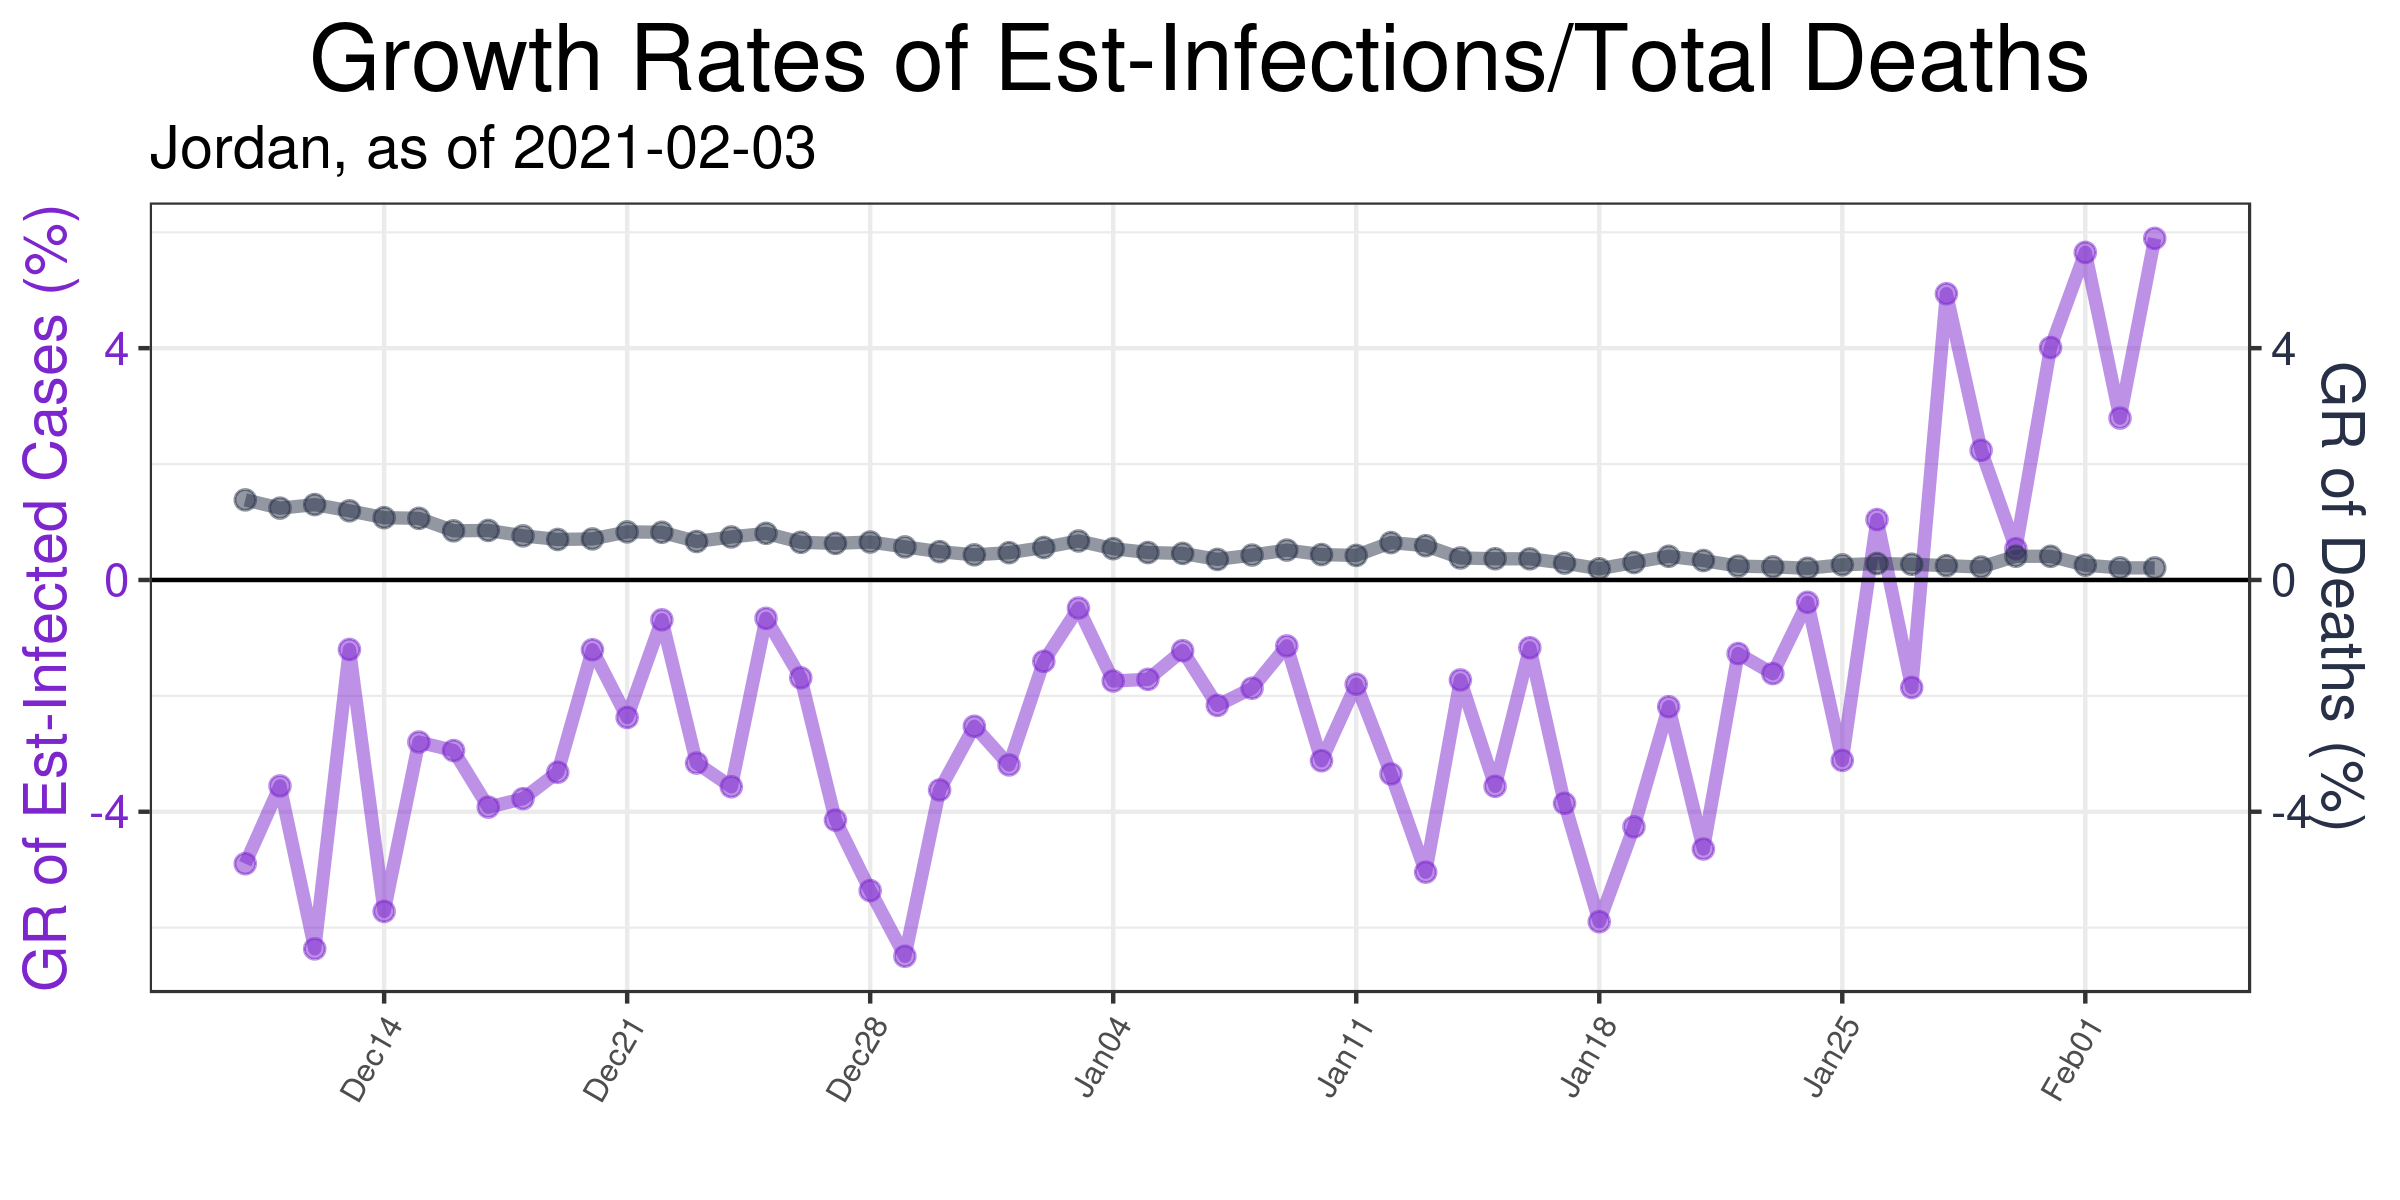 Growth Rates of Est-Infections/Total Deaths
Jordan, as of 2021-02-03
GR of Est-Infected Cases (%)
4
0
-4
4
0
-4
GR of Deaths (%)
Dec14
Dec21
Dec28
Jan04
Jan11
Jan18
Jan25
Feb01